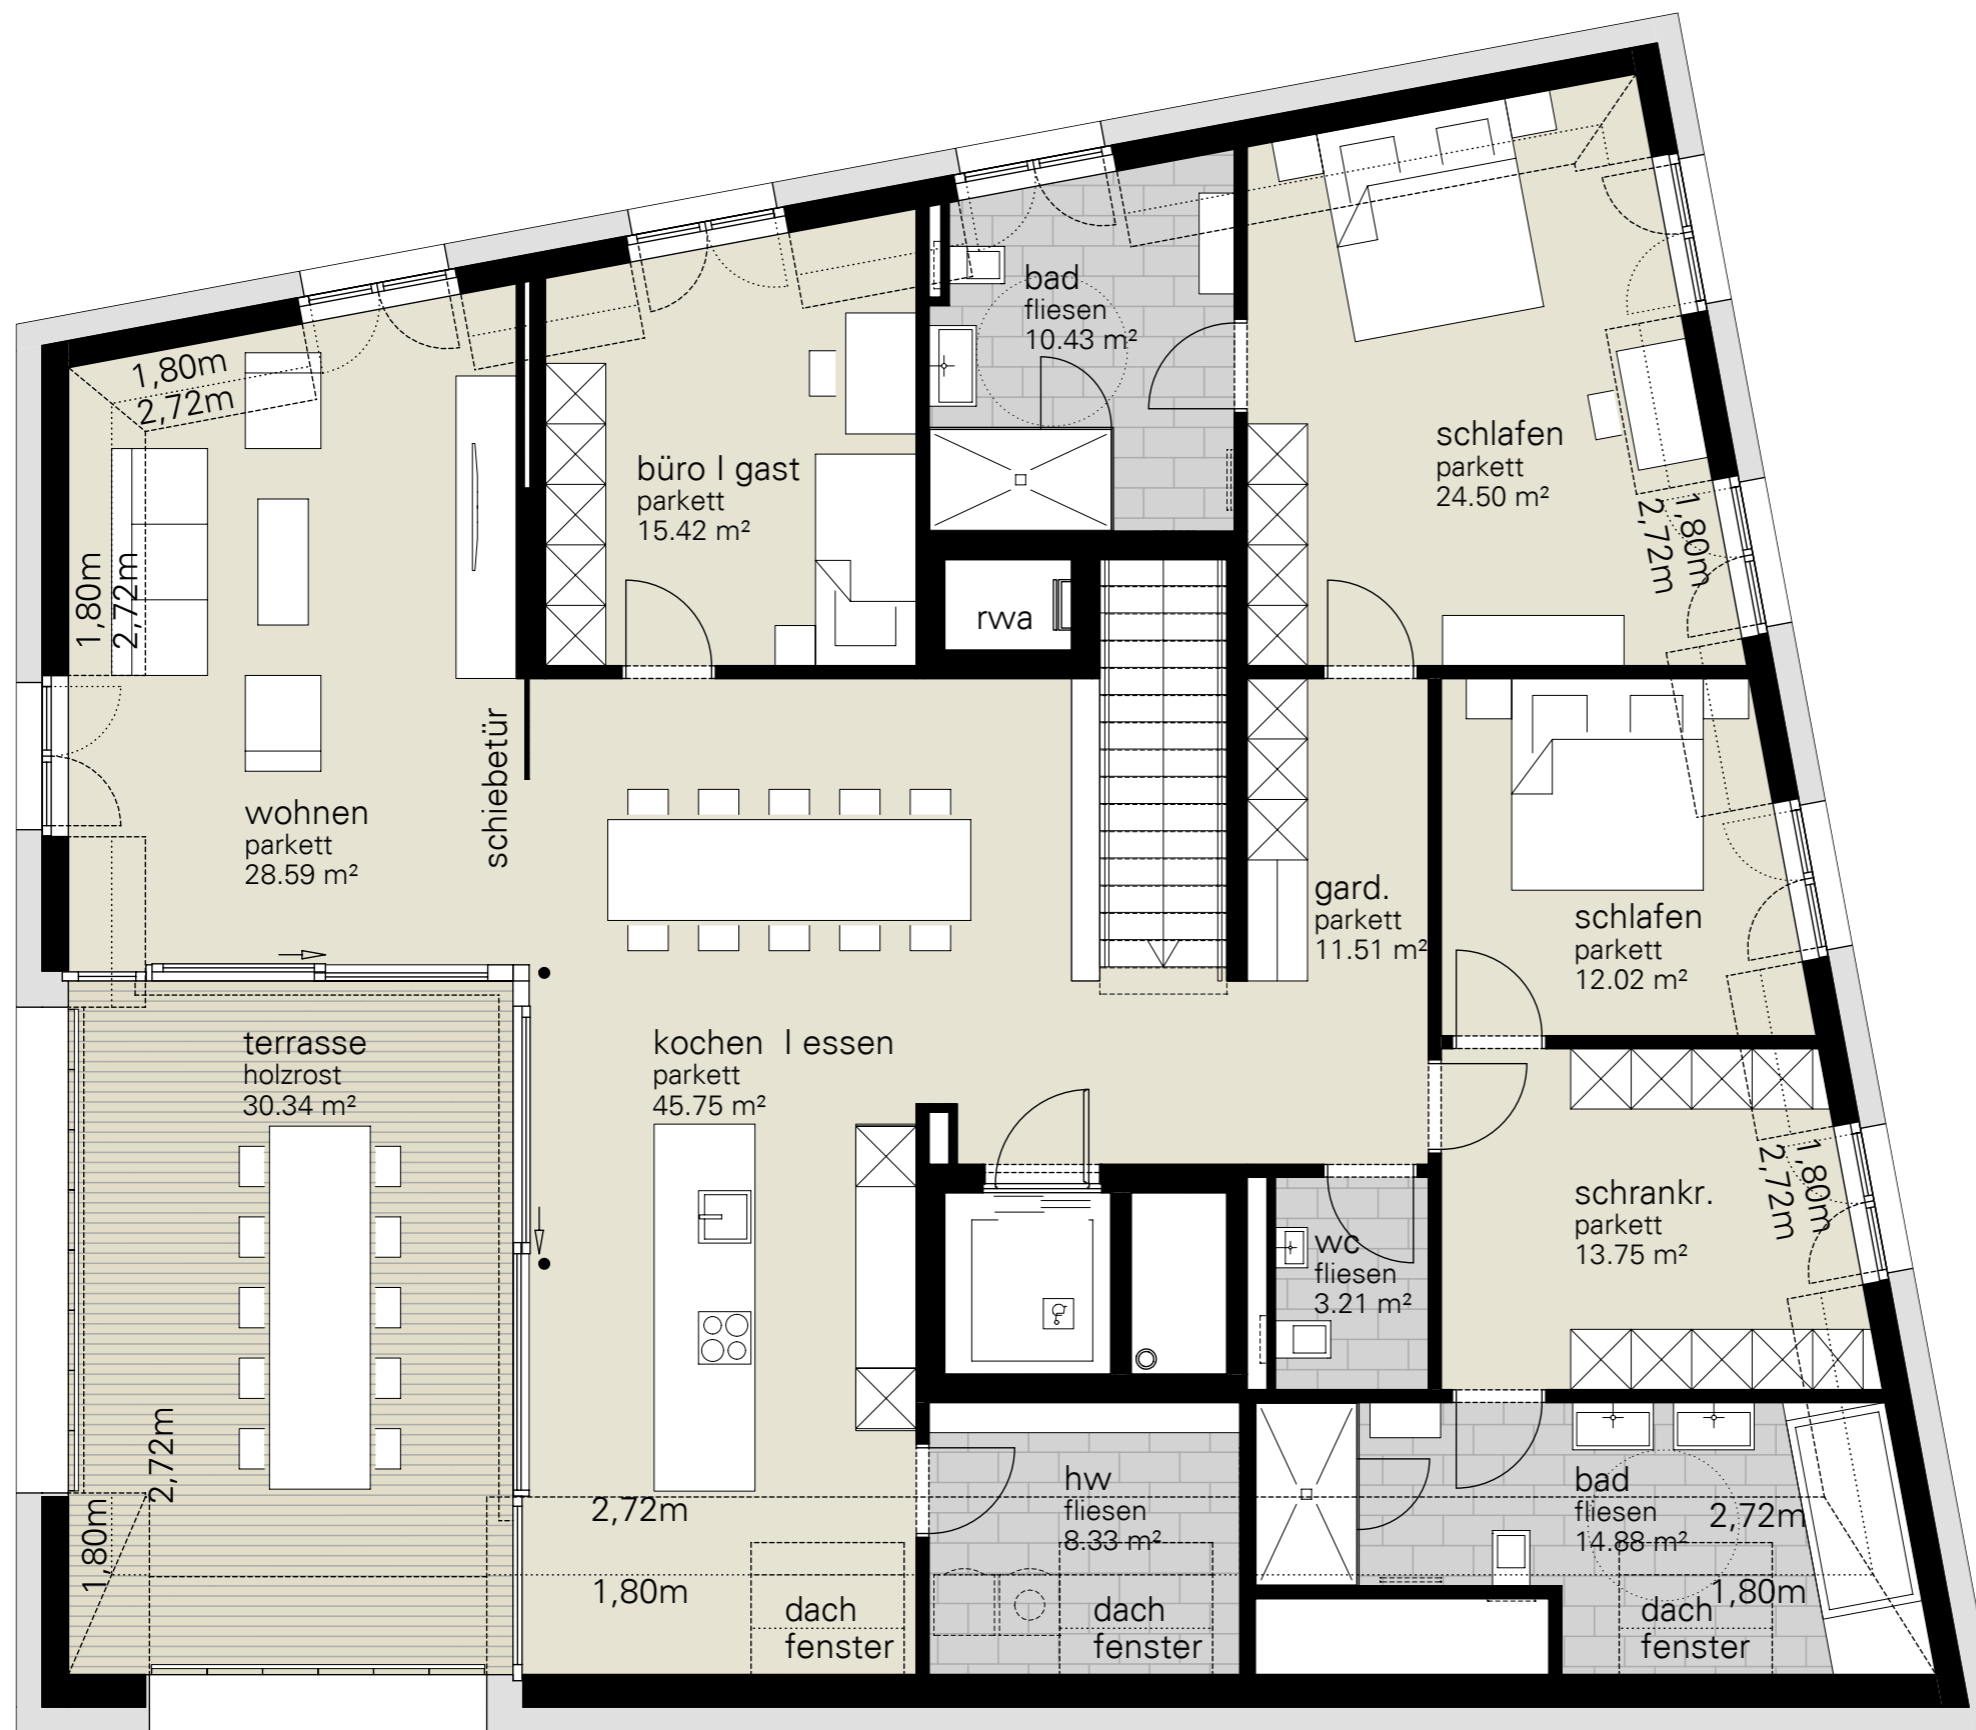 1,80m
2,72m
bad
fliesen
10.43 m²
schlafen
parkett
24.50 m²
büro I gast
parkett
15.42 m²
1,80m
2,72m
1,80m
2,72m
rwa
schiebetür
wohnen
parkett
28.59 m²
gard.
parkett
11.51 m²
schlafen
parkett
12.02 m²
terrasse
holzrost
30.34 m²
kochen I essen
parkett
45.75 m²
1,80m
2,72m
schrankr.
parkett
13.75 m²
wc
fliesen
3.21 m²
2,72m
1,80m
2,72m
1,80m
hw
fliesen
8.33 m²
bad
fliesen
14.88 m²
2,72m
1,80m
dach
fenster
dach
fenster
dach
fenster